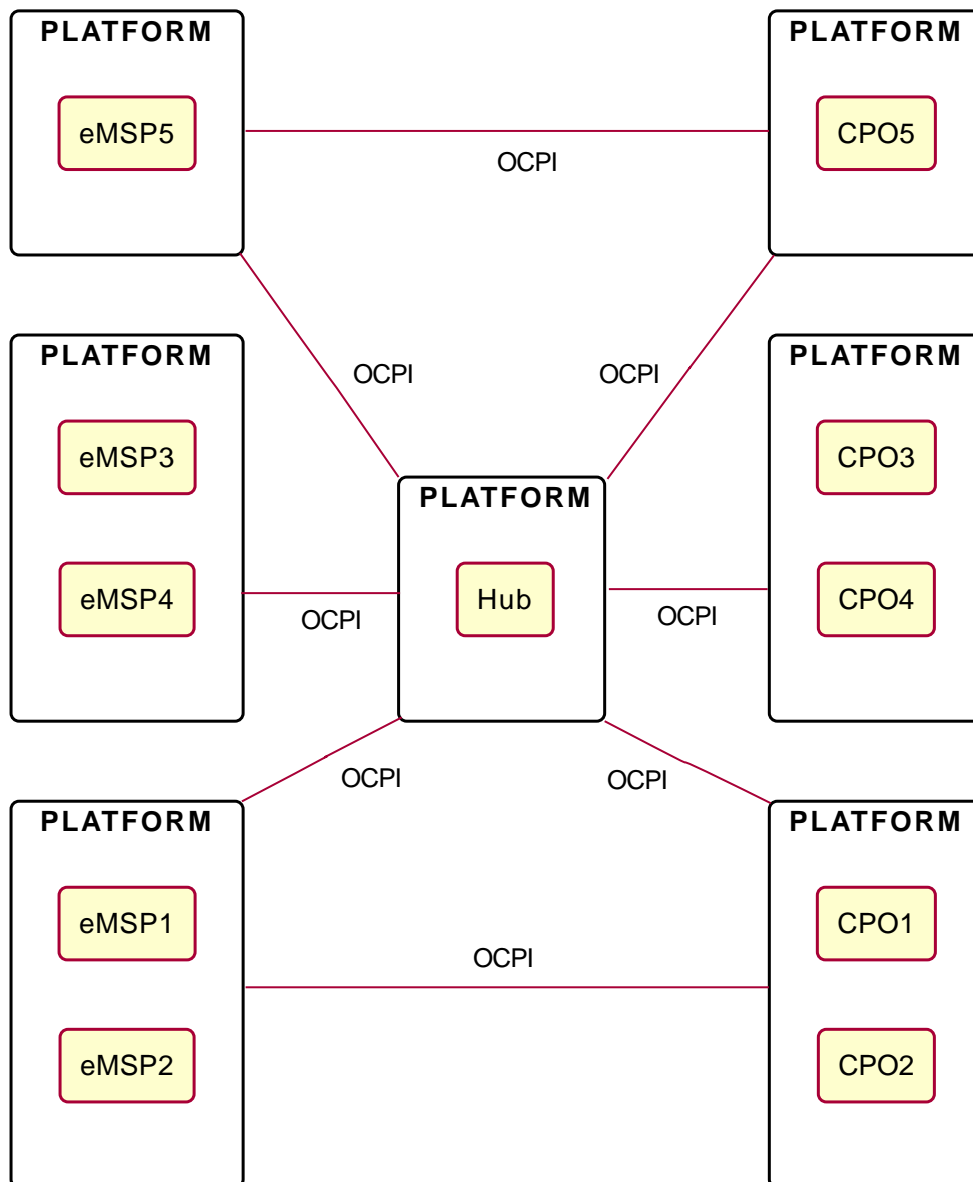 PLATFORM
PLATFORM
eMSP5
CPO5
OCPI
OCPI
OCPI
PLATFORM
PLATFORM
eMSP3
CPO3
PLATFORM
eMSP4
Hub
CPO4
OCPI
OCPI
OCPI
OCPI
PLATFORM
PLATFORM
eMSP1
CPO1
OCPI
eMSP2
CPO2